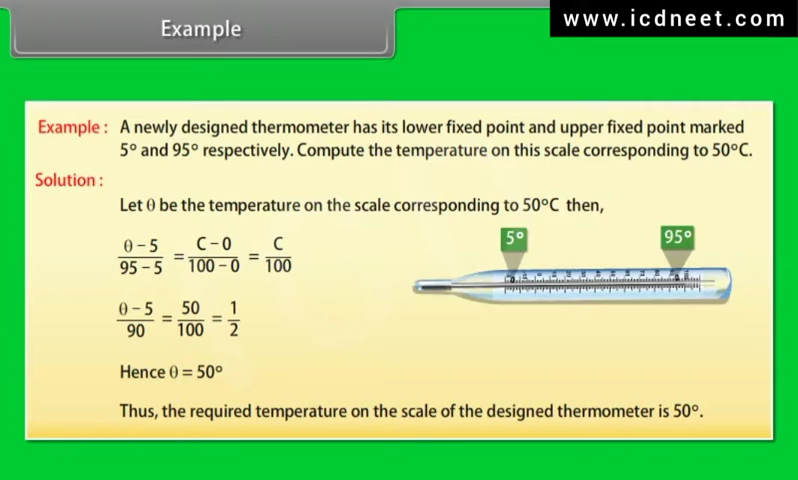 www.icdneet.com
Example
Example : A newly designed thermometer has its lower fixed point and upper fixed point marked
5° and 95° respectively. Compute the temperature on this scale corresponding to 50°C.
Solution :
Let θ be the temperature on the scale corresponding to 50°C then,
5° 95°
θ – 5 / 95 – 5 = C – 0 / 100 – 0 = C / 100
θ – 5 / 90 = 50 / 100 = 1 / 2
Hence θ = 50°
Thus, the required temperature on the scale of the designed thermometer is 50°.